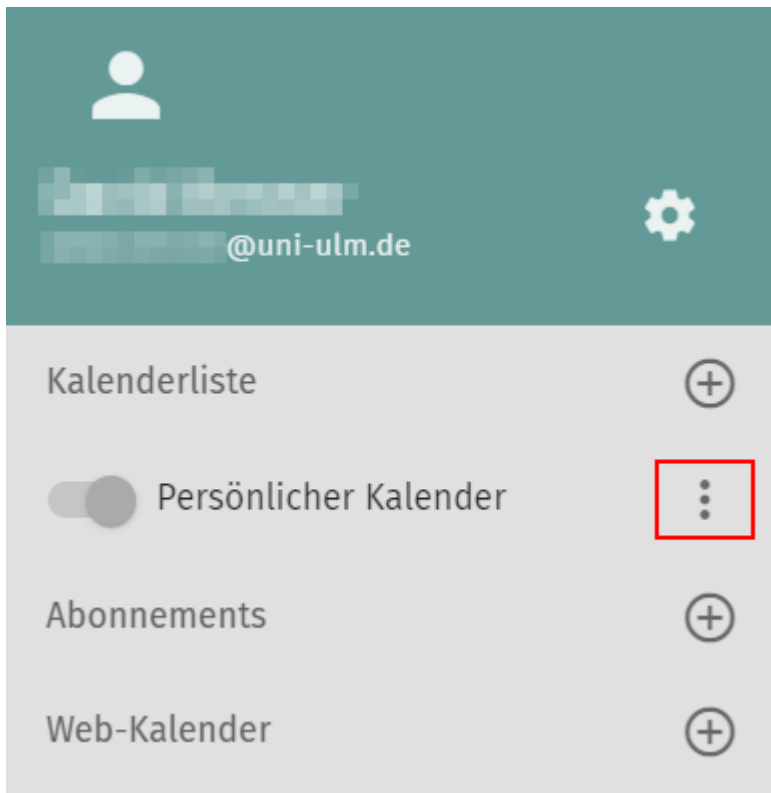 @uni-ulm.de
Kalenderliste
Persönlicher Kalender
Abonnements
Web-Kalender